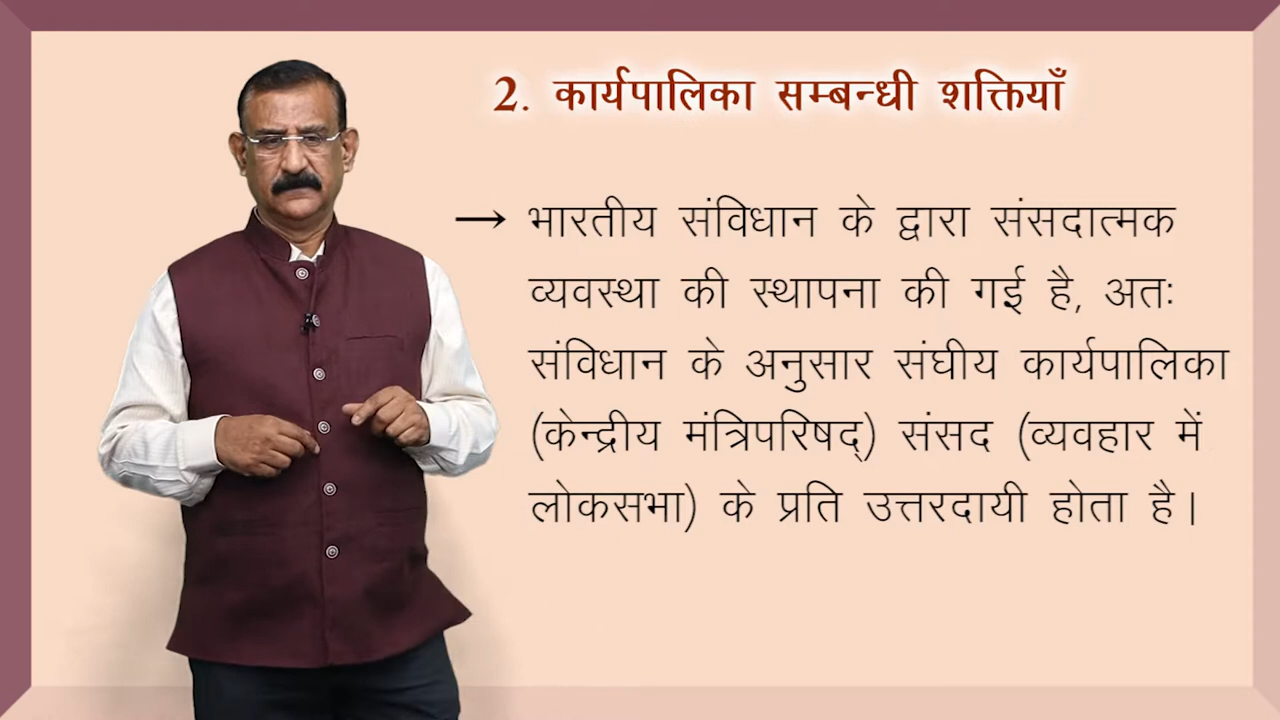 2. कार्यपालिका सम्बन्धी शक्तियाँ
→ भारतीय संविधान के द्वारा संसदात्मक
व्यवस्था की स्थापना की गई है, अतः
संविधान के अनुसार संघीय कार्यपालिका
(केन्द्रीय मंत्रिपरिषद्) संसद (व्यवहार में
लोकसभा) के प्रति उत्तरदायी होता है।